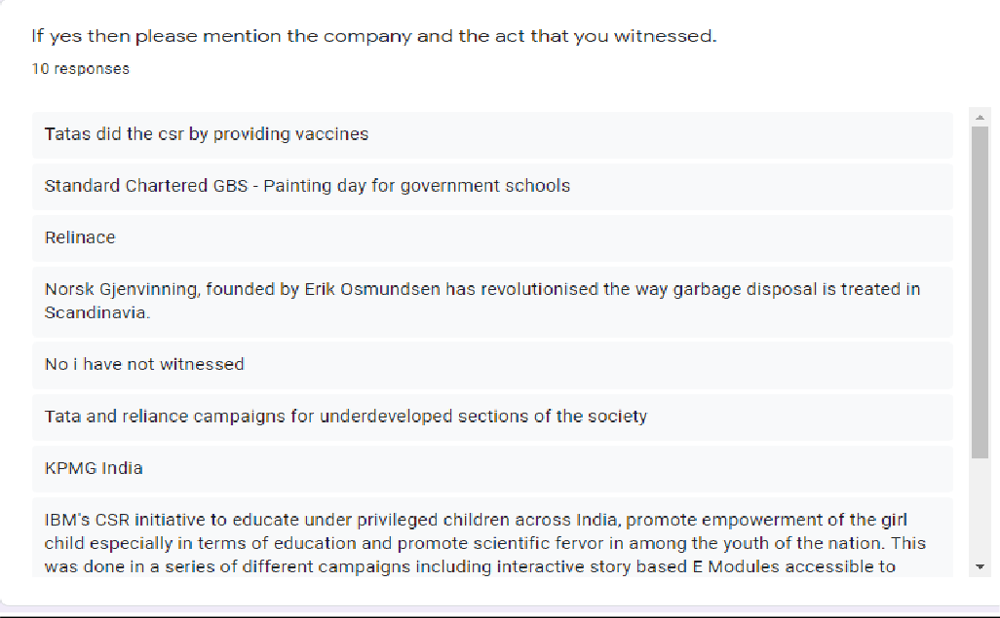 If yes then please mention the company and the act that you witnessed.
10 responses
Tatas did the csr by providing vaccines
Standard Chartered GBS - Painting day for government schools
Relinace
Norsk Gjenvinning, founded by Erik Osmundsen has revolutionised the way garbage disposal is treated in
Scandinavia.
No i have not witnessed
Tata and reliance campaigns for underdeveloped sections of the society
KPMG India
IBM's CSR initiative to educate under privileged children across India, promote empowerment of the girl
child especially in terms of education and promote scientific fervor in among the youth of the nation. This
was done in a series of different campaigns including interactive story based E Modules accessible to